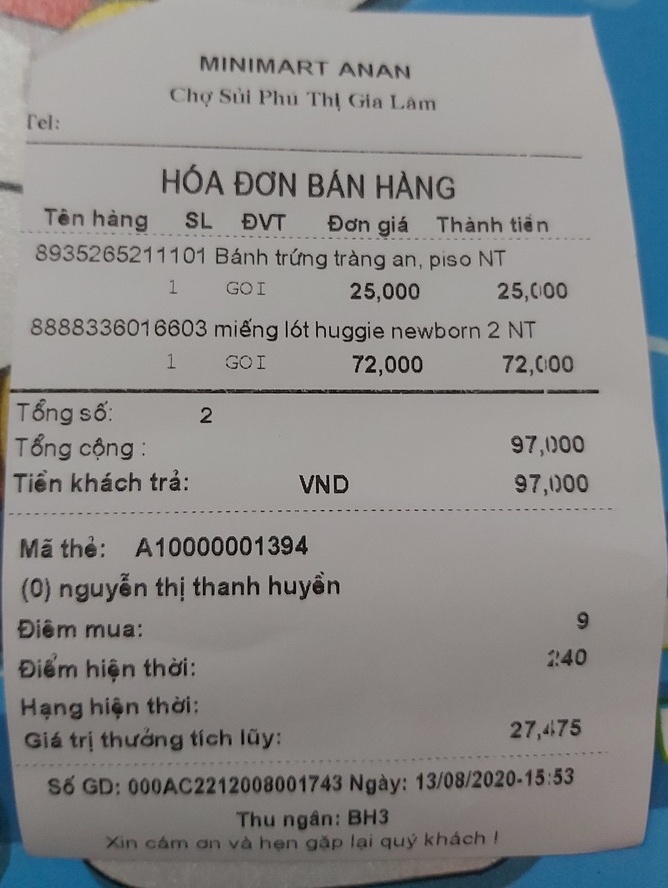 MINIMART ANAN
Chợ Sủi Phú Thị Gia Lâm
Tel:
HÓA ĐƠN BÁN HÀNG
Tên hàng SL ĐVT Đơn giá Thành tiền
8935265211101 Bánh trứng tràng an, piso NT
1 GOI 25,000 25,000
8888336016603 miếng lót huggie newborn 2 NT
1 GOI 72,000 72,000
Tổng số: 2
Tổng cộng : 97,000
Tiền khách trả: VND 97,000
Mã thẻ: A10000001394
(0) nguyễn thị thanh huyền
Điểm mua: 9
Điểm hiện thời: 240
Hạng hiện thời:
Giá trị thưởng tích lũy: 27,475
Số GD: 000AC2212008001743 Ngày: 13/08/2020-15:53
Thu ngân: BH3
Xin cám ơn và hẹn gặp lại quý khách !